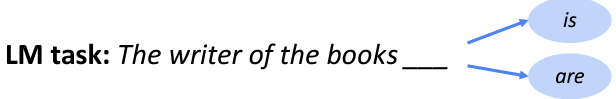 is
LM task: The writer of the books ___
are